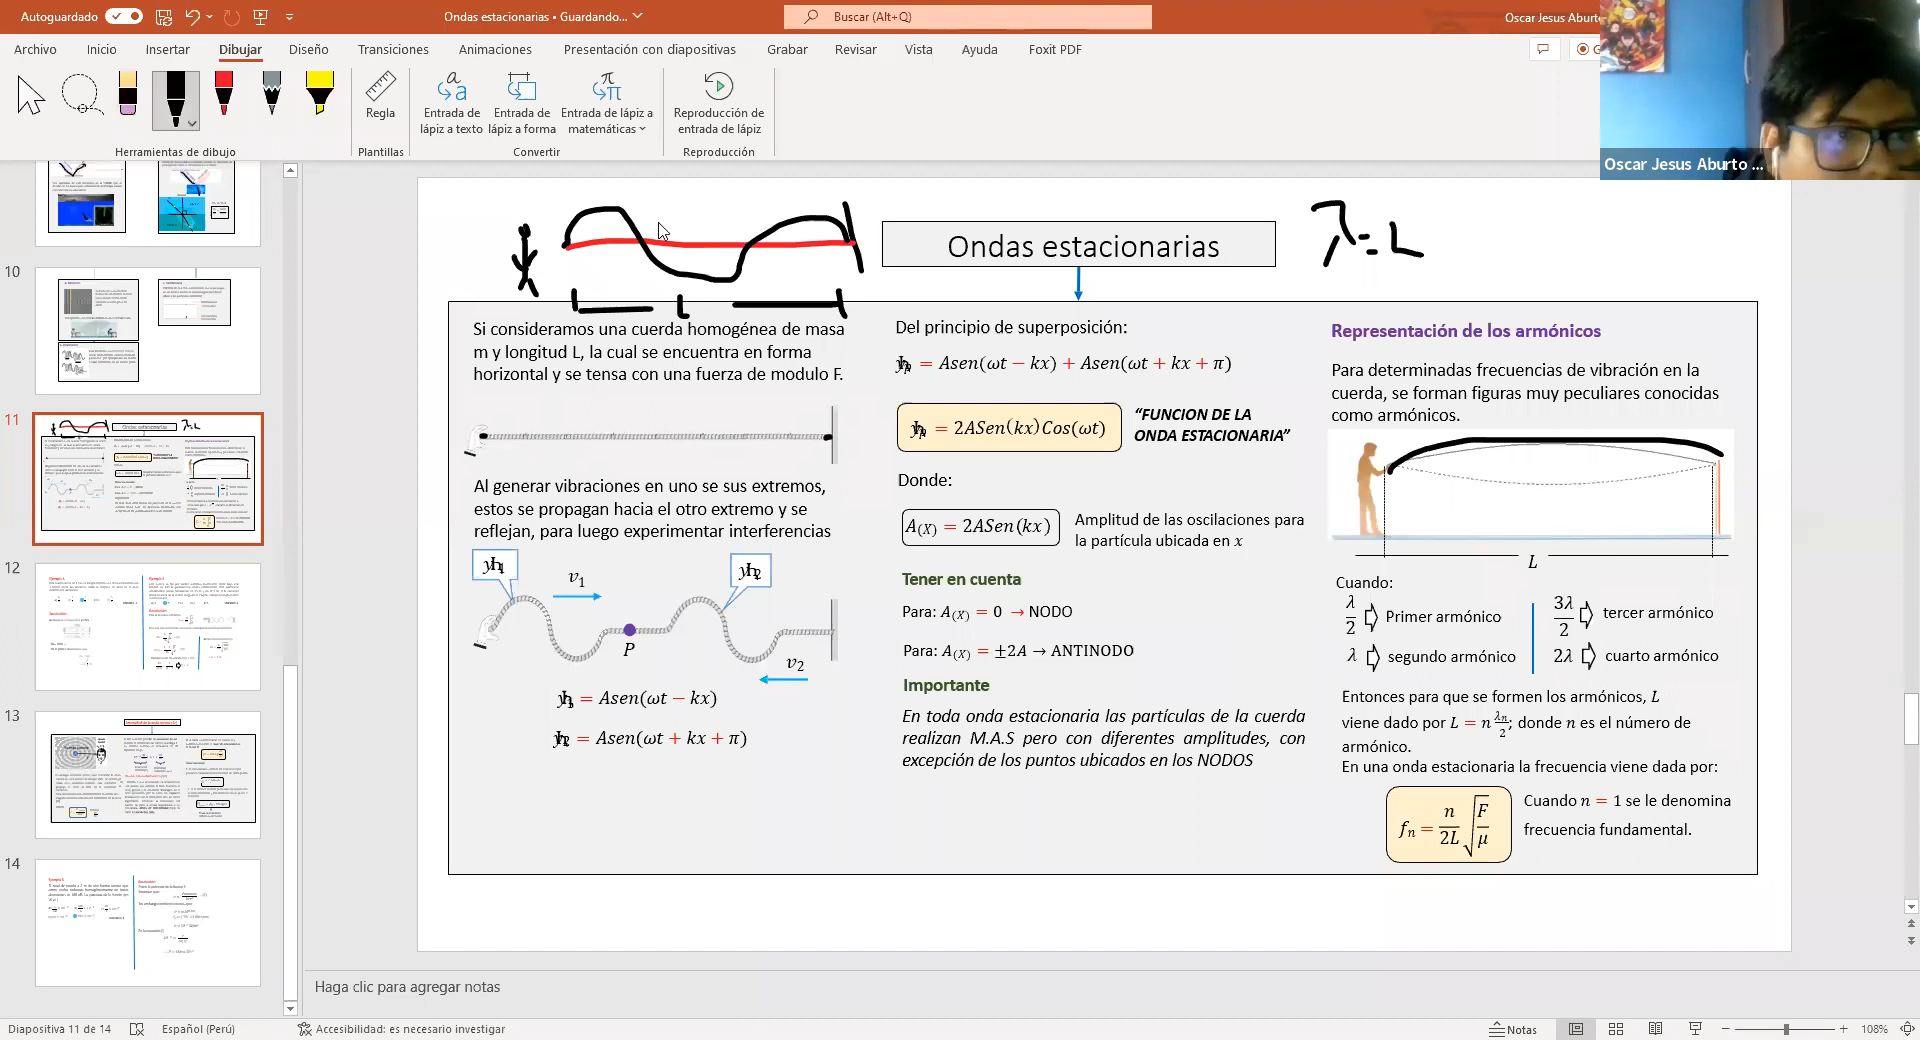 Autoguardado
Ondas estacionarias • Guardando...
Buscar (Alt+Q)
Archivo Inicio Insertar Dibujar Diseño Transiciones Animaciones Presentación con diapositivas Grabar Revisar Vista Ayuda Foxit PDF
Regla
Entrada de lápiz a texto
Entrada de lápiz a forma
Entrada de lápiz a matemáticas
Reproducción de entrada de lápiz
Herramientas de dibujo Plantillas Convertir Reproducción
Oscar Jesus Aburto ...
10
11
12
13
14
Ondas estacionarias
λ = L
L
Si consideramos una cuerda homogénea de masa
m y longitud L, la cual se encuentra en forma
horizontal y se tensa con una fuerza de modulo F.
Al generar vibraciones en uno se sus extremos,
estos se propagan hacia el otro extremo y se
reflejan, para luego experimentar interferencias
v₁
P
v₂
= Asen(ωt − kx)
= Asen(ωt + kx + π)
Del principio de superposición:
= Asen(ωt − kx) + Asen(ωt + kx + π)
= 2ASen(kx)Cos(ωt)
“FUNCION DE LA
ONDA ESTACIONARIA”
Donde:
A(X) = 2ASen(kx)
Amplitud de las oscilaciones para
la partícula ubicada en x
Tener en cuenta
Para: A(X) = 0 → NODO
Para: A(X) = ±2A → ANTINODO
Importante
En toda onda estacionaria las partículas de la cuerda
realizan M.A.S pero con diferentes amplitudes, con
excepción de los puntos ubicados en los NODOS
Representación de los armónicos
Para determinadas frecuencias de vibración en la
cuerda, se forman figuras muy peculiares conocidas
como armónicos.
L
Cuando:
λ/2 ⇨ Primer armónico
λ ⇨ segundo armónico
3λ/2 ⇨ tercer armónico
2λ ⇨ cuarto armónico
Entonces para que se formen los armónicos, L
viene dado por L = n λn/2; donde n es el número de
armónico.
En una onda estacionaria la frecuencia viene dada por:
fn = n/2L √F/μ
Cuando n = 1 se le denomina
frecuencia fundamental.
Haga clic para agregar notas
Diapositiva 11 de 14 Español (Perú) Accesibilidad: es necesario investigar Notas 108%